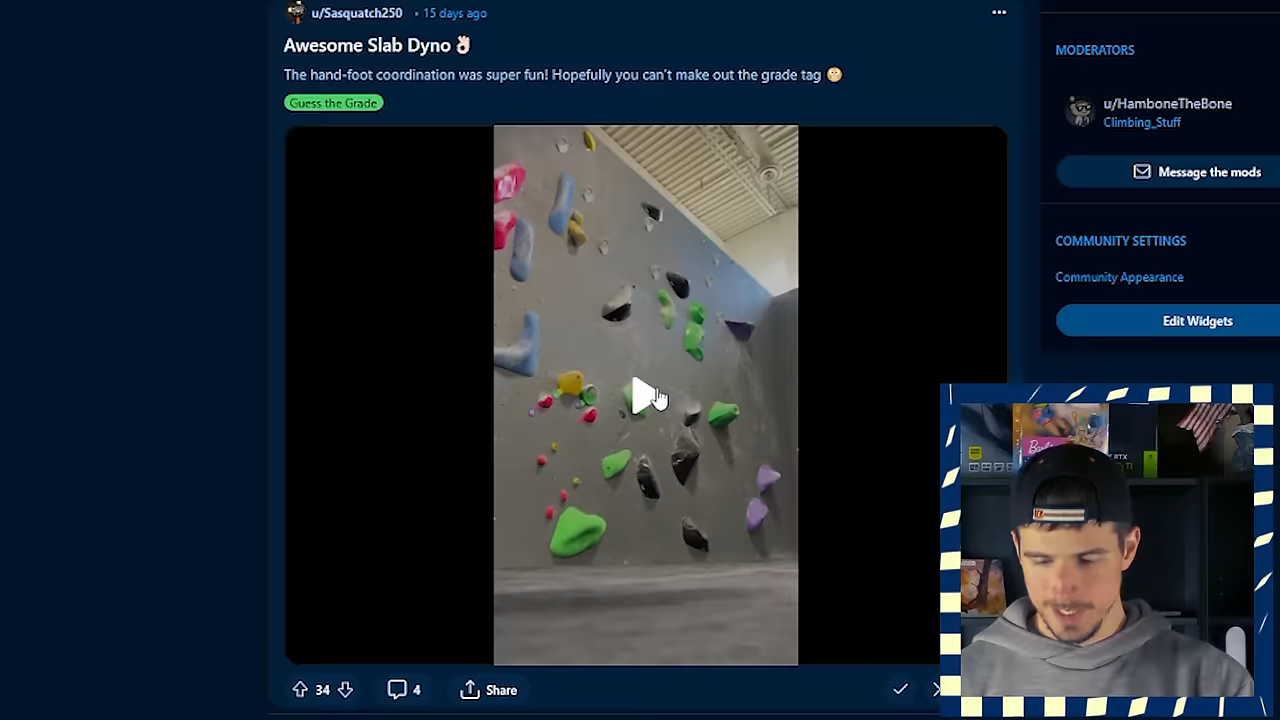 u/Sasquatch250 • 15 days ago
Awesome Slab Dyno👌🏻
The hand-foot coordination was super fun! Hopefully you can't make out the grade tag 😳
Guess the Grade
34
4
Share
MODERATORS
u/HamboneTheBone
Climbing_Stuff
Message the mods
COMMUNITY SETTINGS
Community Appearance
Edit Widgets
Barbie
RTX